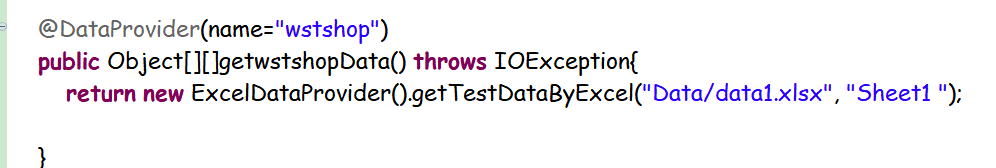 @DataProvider(name="wstshop")
public Object[][]getwstshopData() throws IOException{
return new ExcelDataProvider().getTestDataByExcel("Data/data1.xlsx", "Sheet1 ");
}